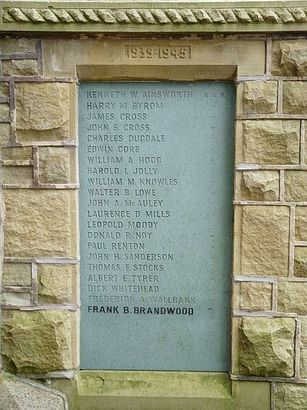 1939-1945
KENNETH W. AINSWORTH
HARRY M. BYROM
JAMES CROSS
JOHN S. CROSS
CHARLES DUGDALE
EDWIN GORE
WILLIAM A. HOGG
HAROLD L. JOLLY
WILLIAM M. KNOWLES
WALTER B. LOWE
JOHN A. McAULEY
LAURENCE D. MILLS
LEOPOLD MOODY
DONALD R. NOY
PAUL RENTON
JOHN H. SANDERSON
THOMAS F. STOCKS
ALBERT E. TYRER
DICK WHITEHEAD
FREDERICK A. WALLBANK
FRANK B. BRANDWOOD